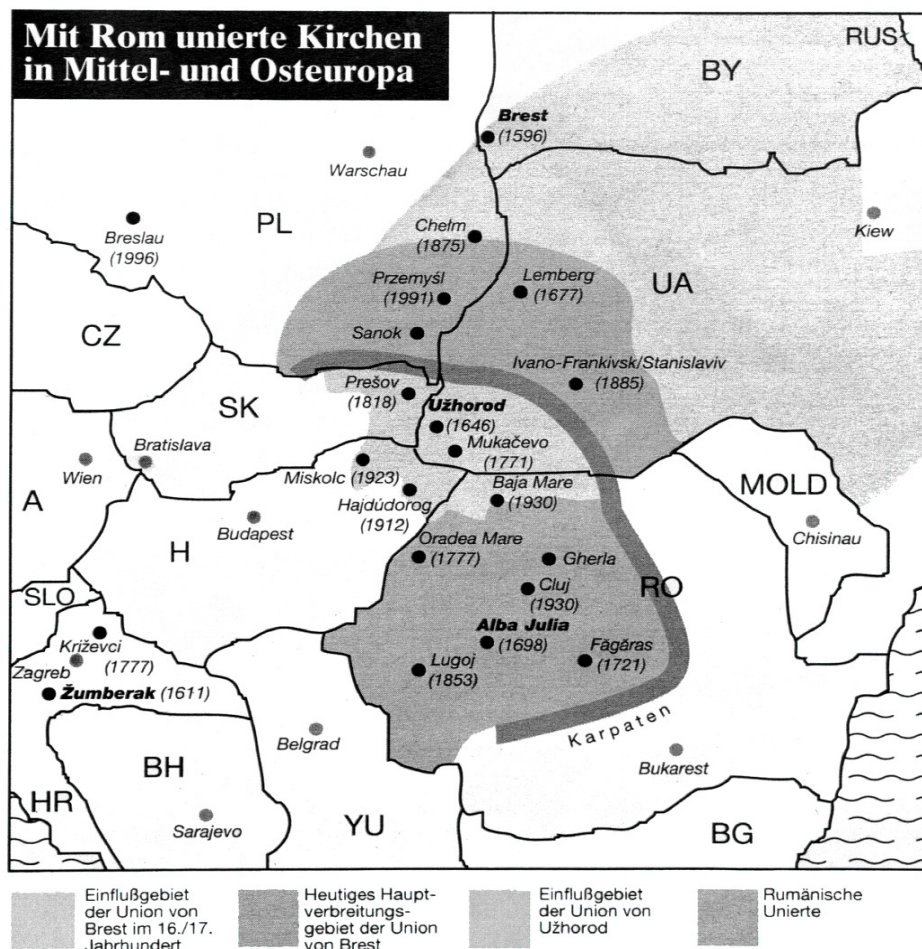 Mit Rom unierte Kirchen
in Mittel- und Osteuropa
RUS
BY
Brest
(1596)
Warschau
PL
Breslau
(1996)
Chełm
(1875)
Kiew
Przemyśl
(1991)
Lemberg
(1677)
UA
Sanok
CZ
Ivano-Frankivsk/Stanislaviv
(1885)
Prešov
(1818)
SK
Užhorod
(1646)
Bratislava
Wien
Mukačevo
(1771)
Miskolc (1923)
Baja Mare
(1930)
MOLD
A
Hajdúdorog
(1912)
Budapest
Chisinau
Oradea Mare
(1777)
H
Gherla
Cluj
(1930)
RO
SLO
Alba Julia
(1698)
Križevci
(1777)
Făgăras
(1721)
Zagreb
Lugoj
(1853)
Žumberak (1611)
Karpaten
Belgrad
Bukarest
BH
HR
Sarajevo
YU
BG
Einflußgebiet
der Union von
Brest im 16./17.
Jahrhundert
Heutiges Haupt-
verbreitungs-
gebiet der Union
von Brest
Einflußgebiet
der Union von
Užhorod
Rumänische
Unierte